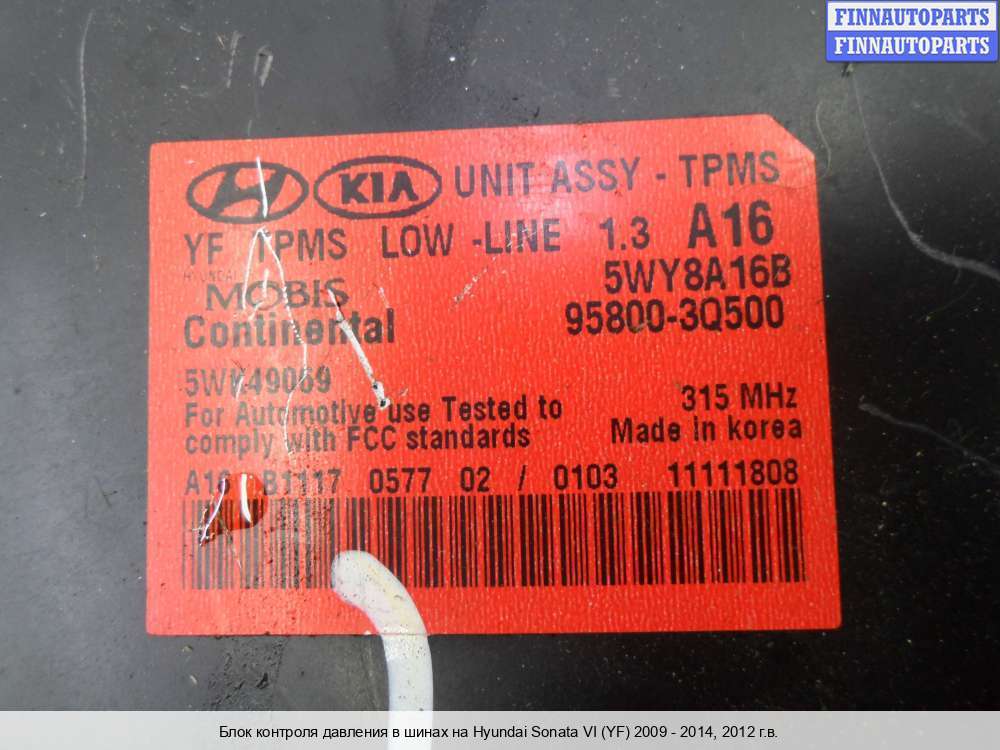 FINNAUTOPARTS
FINNAUTOPARTS
KIA UNIT ASSY - TPMS
YF TPMS LOW -LINE 1.3 A16
HYUNDAI
MOBIS
5WY8A16B
Continental
95800-3Q500
5WK49069
315 MHz
For Automotive use Tested to
comply with FCC standards
Made in korea
B1117 0577 02 / 0103 11111808
Блок контроля давления в шинах на Hyundai Sonata VI (YF) 2009 - 2014, 2012 г.в.